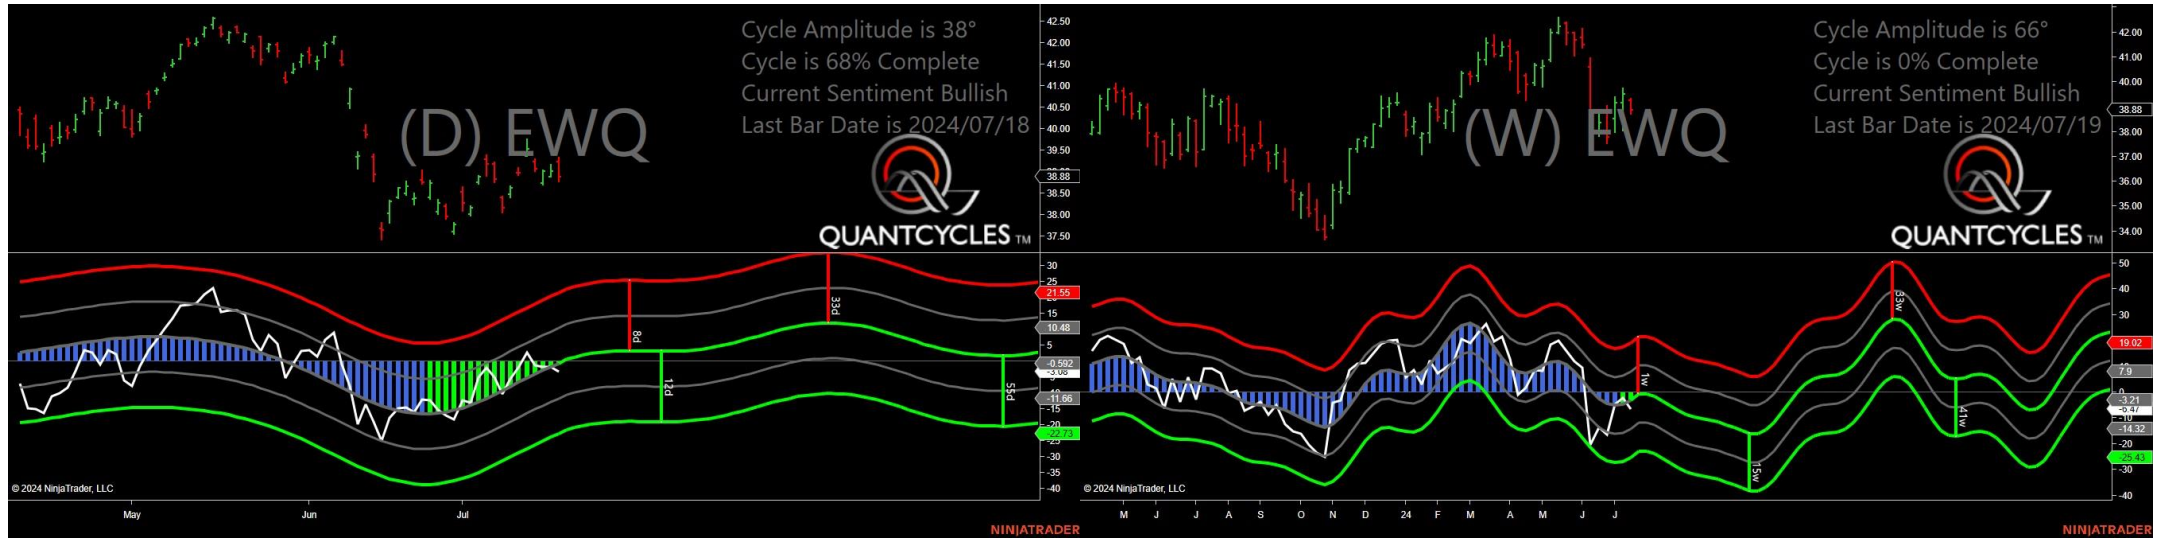 Cycle Amplitude is 38°
Cycle is 68% Complete
Current Sentiment Bullish
Last Bar Date is 2024/07/18
(D) EWQ
QUANTCYCLES TM
42.50
42.00
41.50
41.00
40.50
40.00
39.50
38.88
38.50
38.00
37.50
30
25
21.55
15
10.48
5
-0.592
-3.08
-11.66
-15
-20
-22.73
-30
-35
-40
8d
12d
33d
55d
© 2024 NinjaTrader, LLC
May
Jun
Jul
NINJATRADER
Cycle Amplitude is 66°
Cycle is 0% Complete
Current Sentiment Bullish
Last Bar Date is 2024/07/19
(W) EWQ
QUANTCYCLES TM
42.00
41.00
40.00
38.88
38.00
37.00
36.00
35.00
34.00
50
40
30
19.02
7.9
0
-3.21
-6.47
-10
-14.32
-20
-25.43
-30
-40
1w
15w
33w
41w
© 2024 NinjaTrader, LLC
M
J
J
A
S
O
N
D
24
F
M
A
M
J
J
NINJATRADER